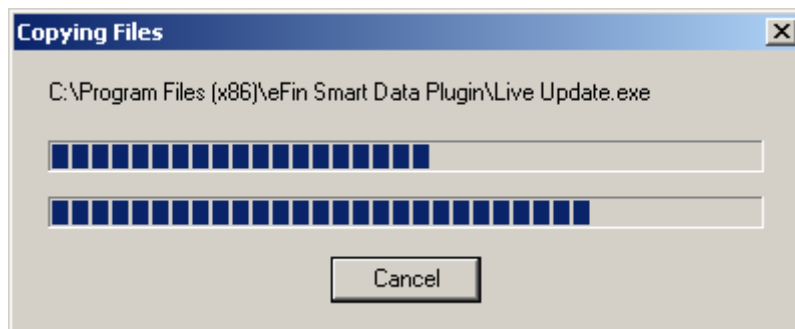 Copying Files
C:\Program Files (x86)\eFin Smart Data Plugin\Live Update.exe
Cancel